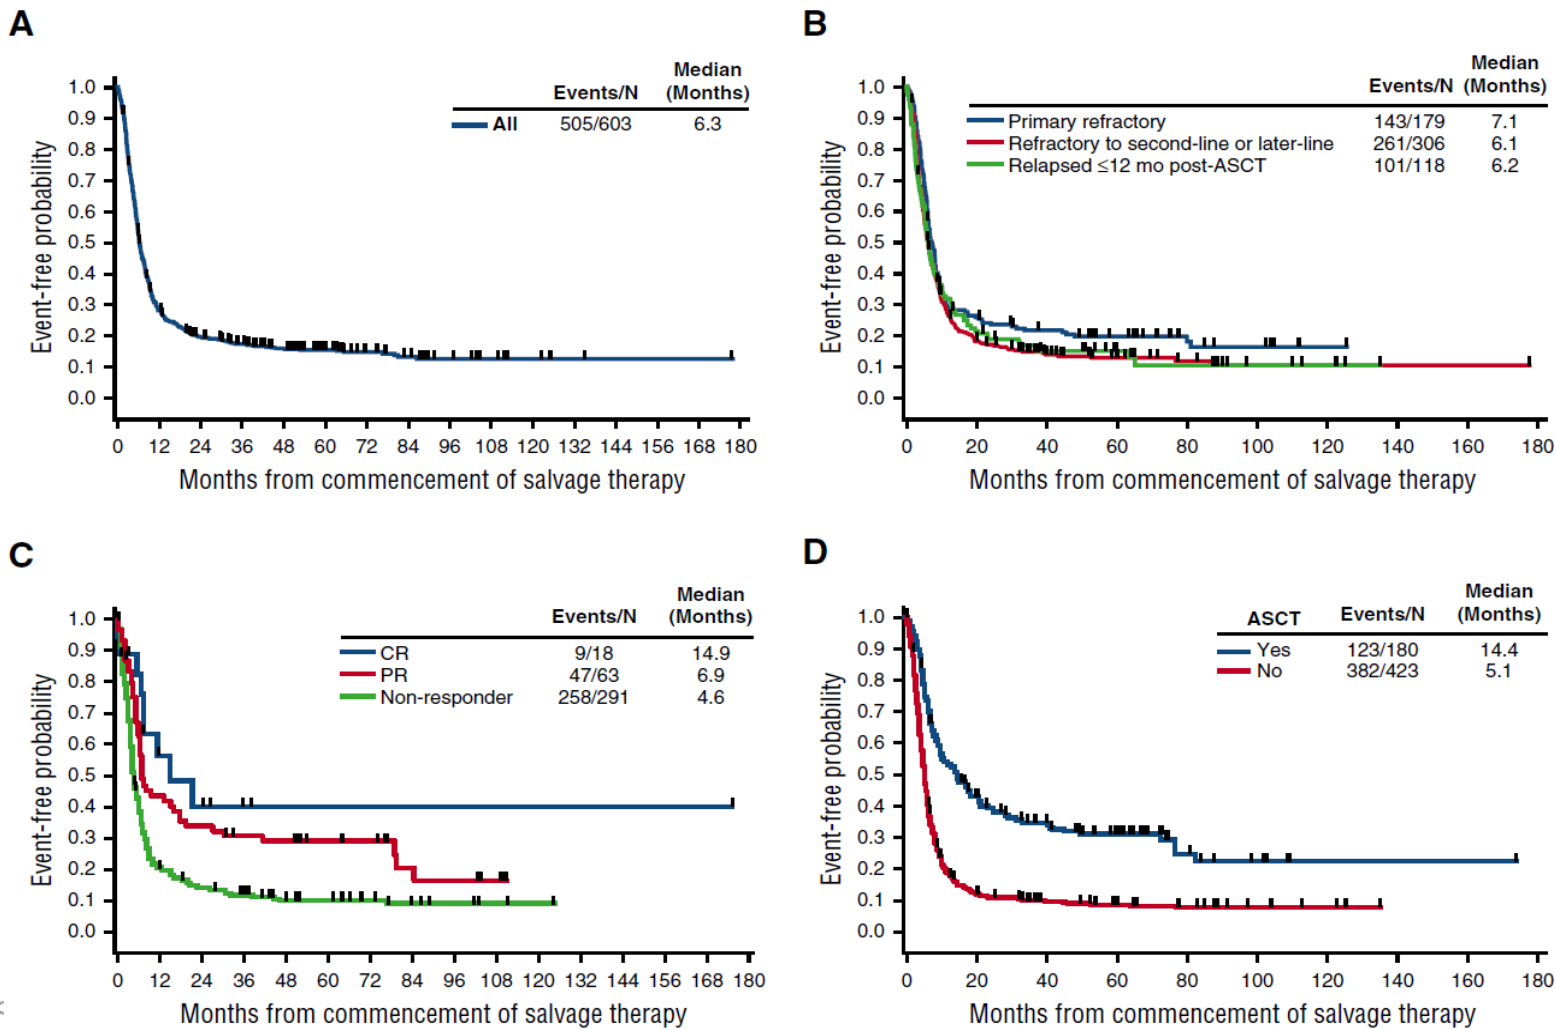 A
Median
Events/N (Months)
All 505/603 6.3
Event-free probability
1.0
0.9
0.8
0.7
0.6
0.5
0.4
0.3
0.2
0.1
0.0
0 12 24 36 48 60 72 84 96 108 120 132 144 156 168 180
Months from commencement of salvage therapy
B
Median
Events/N (Months)
Primary refractory 143/179 7.1
Refractory to second-line or later-line 261/306 6.1
Relapsed ≤12 mo post-ASCT 101/118 6.2
Event-free probability
1.0
0.9
0.8
0.7
0.6
0.5
0.4
0.3
0.2
0.1
0.0
0 20 40 60 80 100 120 140 160 180
Months from commencement of salvage therapy
C
Median
Events/N (Months)
CR 9/18 14.9
PR 47/63 6.9
Non-responder 258/291 4.6
Event-free probability
1.0
0.9
0.8
0.7
0.6
0.5
0.4
0.3
0.2
0.1
0.0
0 12 24 36 48 60 72 84 96 108 120 132 144 156 168 180
Months from commencement of salvage therapy
D
Median
ASCT Events/N (Months)
Yes 123/180 14.4
No 382/423 5.1
Event-free probability
1.0
0.9
0.8
0.7
0.6
0.5
0.4
0.3
0.2
0.1
0.0
0 20 40 60 80 100 120 140 160 180
Months from commencement of salvage therapy